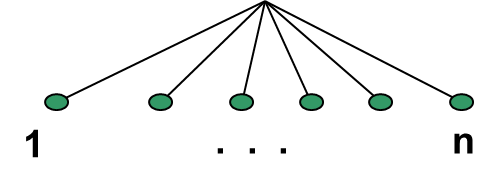 1 . . . n